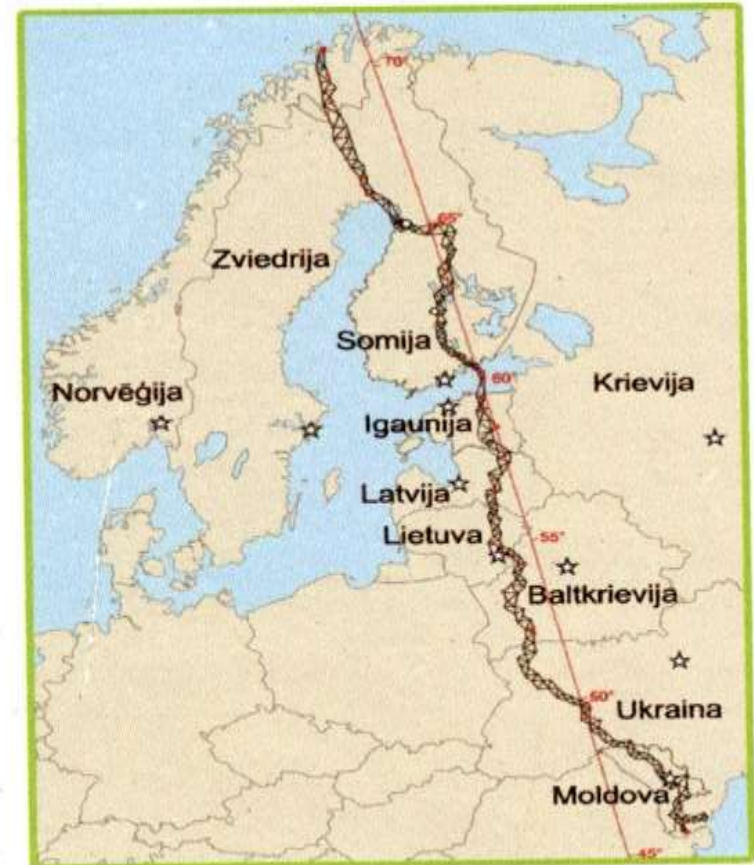 70°
65°
Zviedrija
Somija
60°
Norvēģija
Krievija
Igaunija
Latvija
Lietuva
55°
Baltkrievija
50°
Ukraina
Moldova
45°